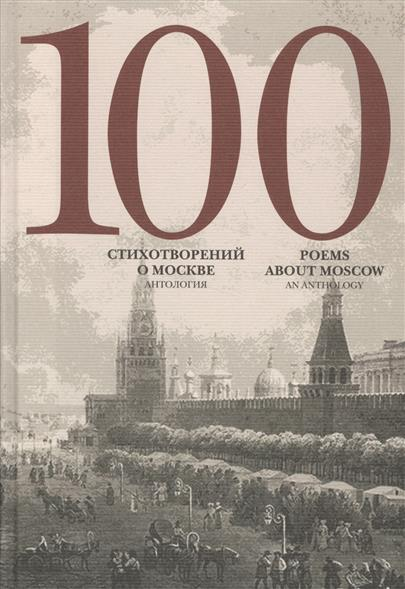 100
СТИХОТВОРЕНИЙ
О МОСКВЕ
АНТОЛОГИЯ
POEMS
ABOUT MOSCOW
AN ANTHOLOGY